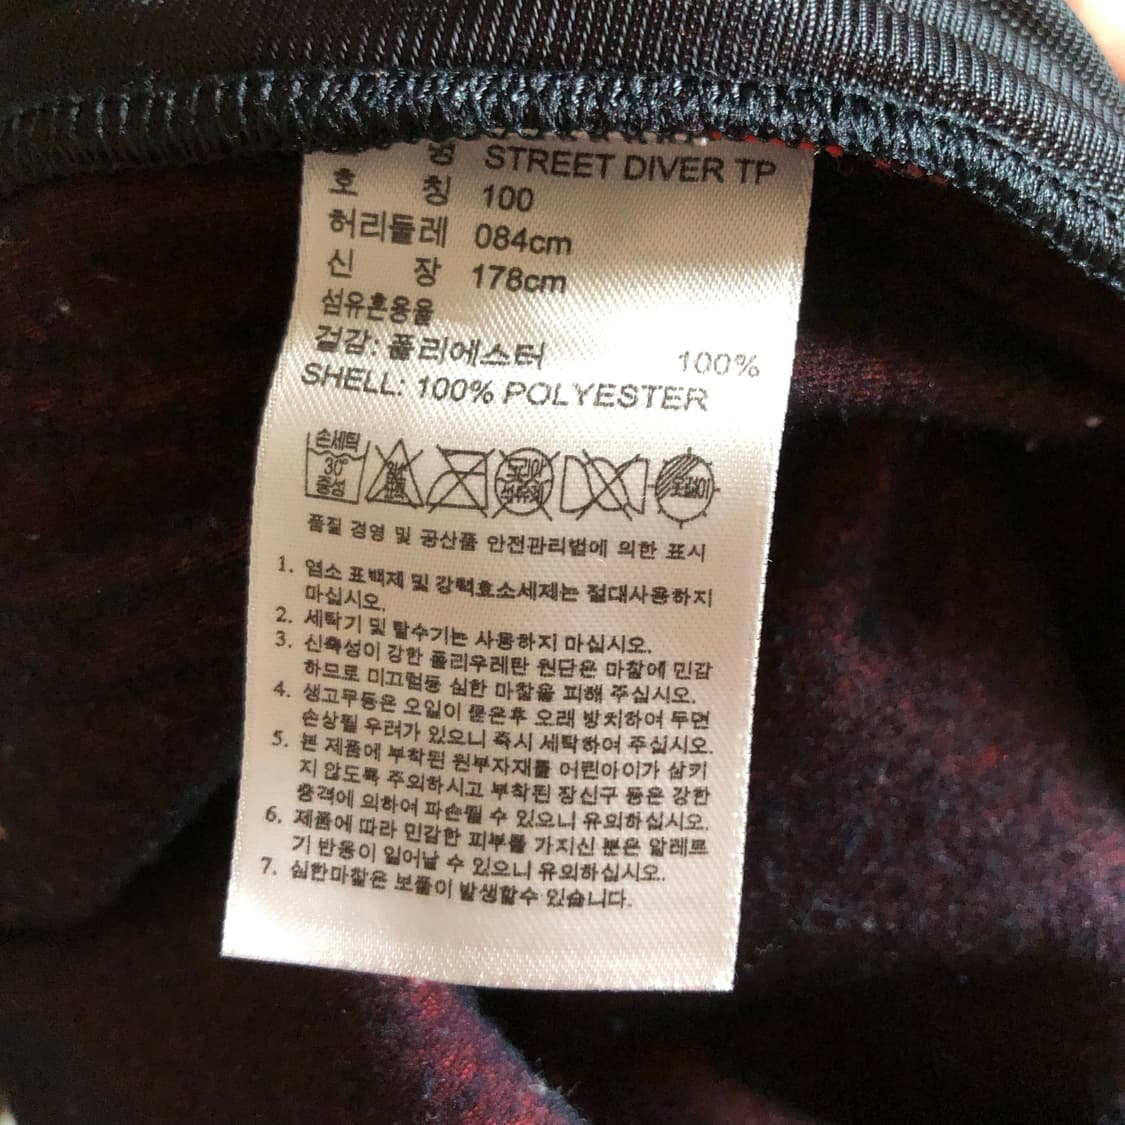 명 STREET DIVER TP
호 칭 100
허리둘레 084cm
신 장 178cm
섬유혼용율
겉감: 폴리에스터 100%
SHELL: 100% POLYESTER
손세탁
30°
중성
품질 경영 및 공산품 안전관리법에 의한 표시
1. 염소 표백제 및 강력효소세제는 절대사용하지
마십시오.
2. 세탁기 및 탈수기는 사용하지 마십시오.
3. 신축성이 강한 폴리우레탄 원단은 마찰에 민감
하므로 미끄럼등 심한 마찰을 피해 주십시오.
4. 생고무등은 오일이 묻은후 오래 방치하여 두면
손상될 우려가 있으니 즉시 세탁하여 주십시오.
5. 본 제품에 부착된 원부자재를 어린아이가 삼키
지 않도록 주의하시고 부착된 장신구 등은 강한
충격에 의하여 파손될 수 있으니 유의하십시오.
6. 제품에 따라 민감한 피부를 가지신 분은 알레르
기 반응이 일어날 수 있으니 유의하십시오.
7. 심한마찰은 보풀이 발생할수 있습니다.